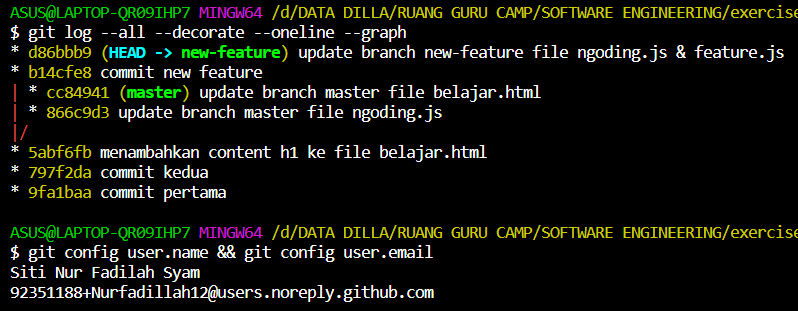 ASUS@LAPTOP-QR09IHP7 MINGW64 /d/DATA DILLA/RUANG GURU CAMP/SOFTWARE ENGINEERING/exercise
$ git log --all --decorate --oneline --graph
* d86bbb9 (HEAD -> new-feature) update branch new-feature file ngoding.js & feature.js
* b14cfe8 commit new feature
| * cc84941 (master) update branch master file belajar.html
| * 866c9d3 update branch master file ngoding.js
|/
* 5abf6fb menambahkan content h1 ke file belajar.html
* 797f2da commit kedua
* 9fa1baa commit pertama
ASUS@LAPTOP-QR09IHP7 MINGW64 /d/DATA DILLA/RUANG GURU CAMP/SOFTWARE ENGINEERING/exercise
$ git config user.name && git config user.email
Siti Nur Fadilah Syam
92351188+Nurfadillah12@users.noreply.github.com